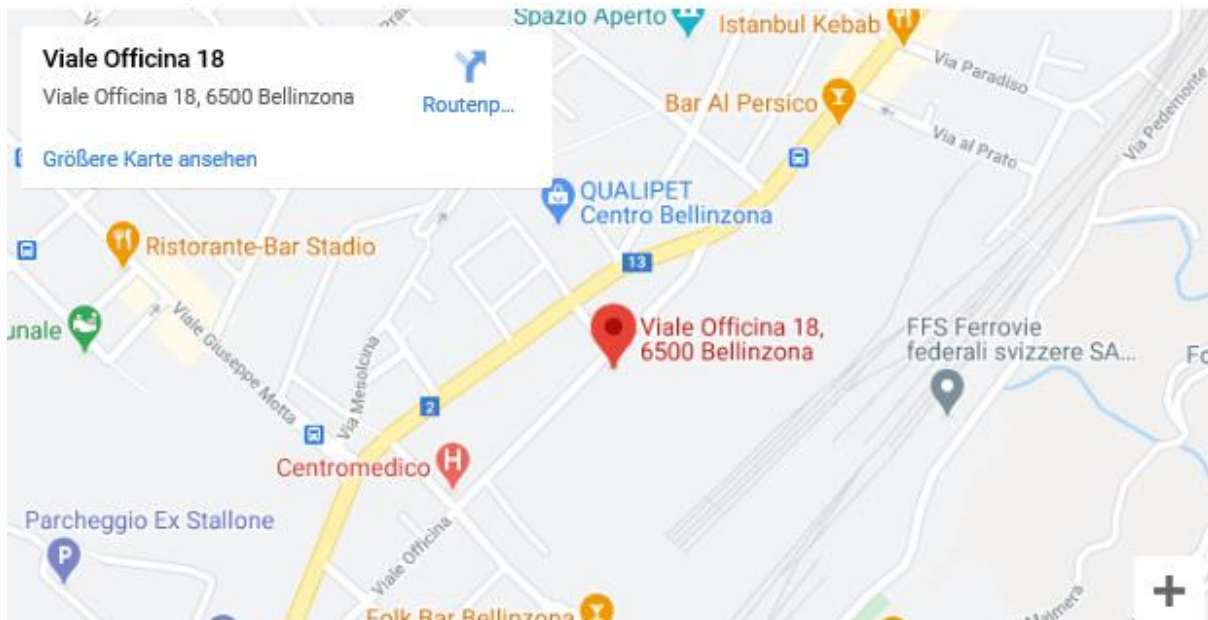 Spazio Aperto
Istanbul Kebab
Viale Officina 18
Viale Officina 18, 6500 Bellinzona
Routenp...
Größere Karte ansehen
Via Paradiso
Bar Al Persico
Via al Prato
Via Pedemonte
QUALIPET
Centro Bellinzona
Ristorante-Bar Stadio
13
unale
Viale Giuseppe Motta
Via Mesolcina
Viale Officina 18,
6500 Bellinzona
FFS Ferrovie
federali svizzere SA...
Fo
2
Centromedico
H
Parcheggio Ex Stallone
P
Viale Officina
Folk Bar Bellinzona